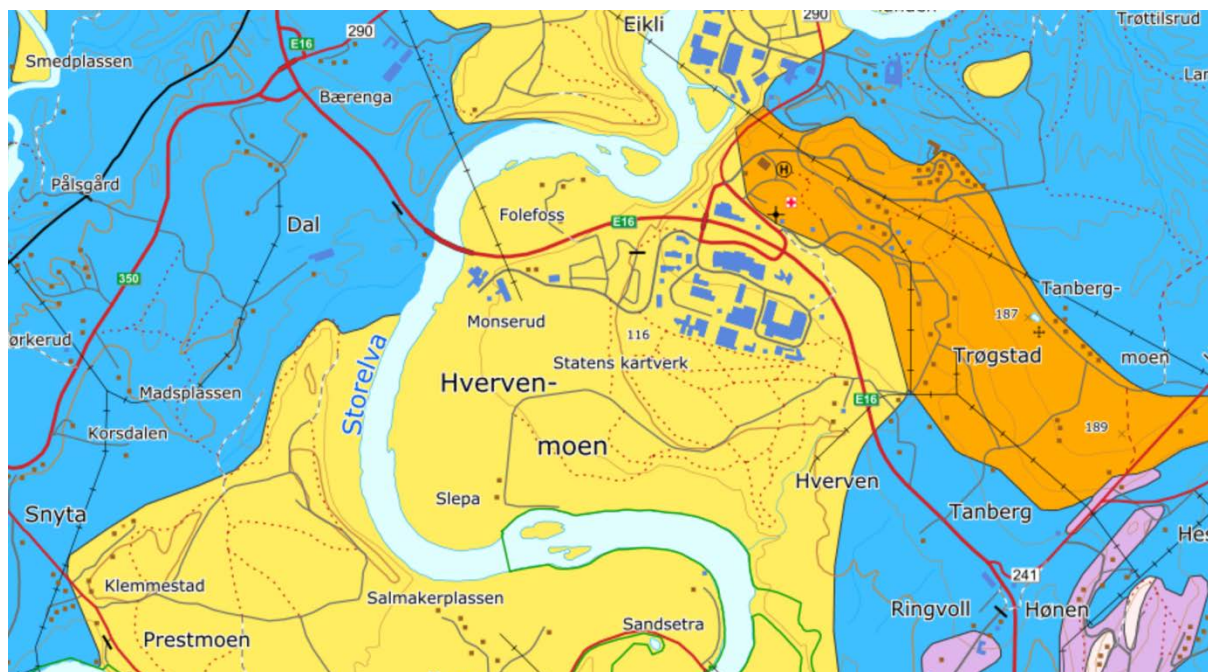 290
Eikli
290
Trøttilsrud
E16
Smedplassen
Bærenga
H
Pålsgård
Folefoss
E16
Dal
350
Tanberg-
187
Monserud
116
Trøgstad
moen
Statens kartverk
Storelva
Hverven-
Madsplassen
E16
189
Korsdalen
moen
Hverven
Slepa
Snyta
Tanberg
241
Klemmestad
Salmakerplassen
Ringvoll
Hønen
Sandsetra
Prestmoen